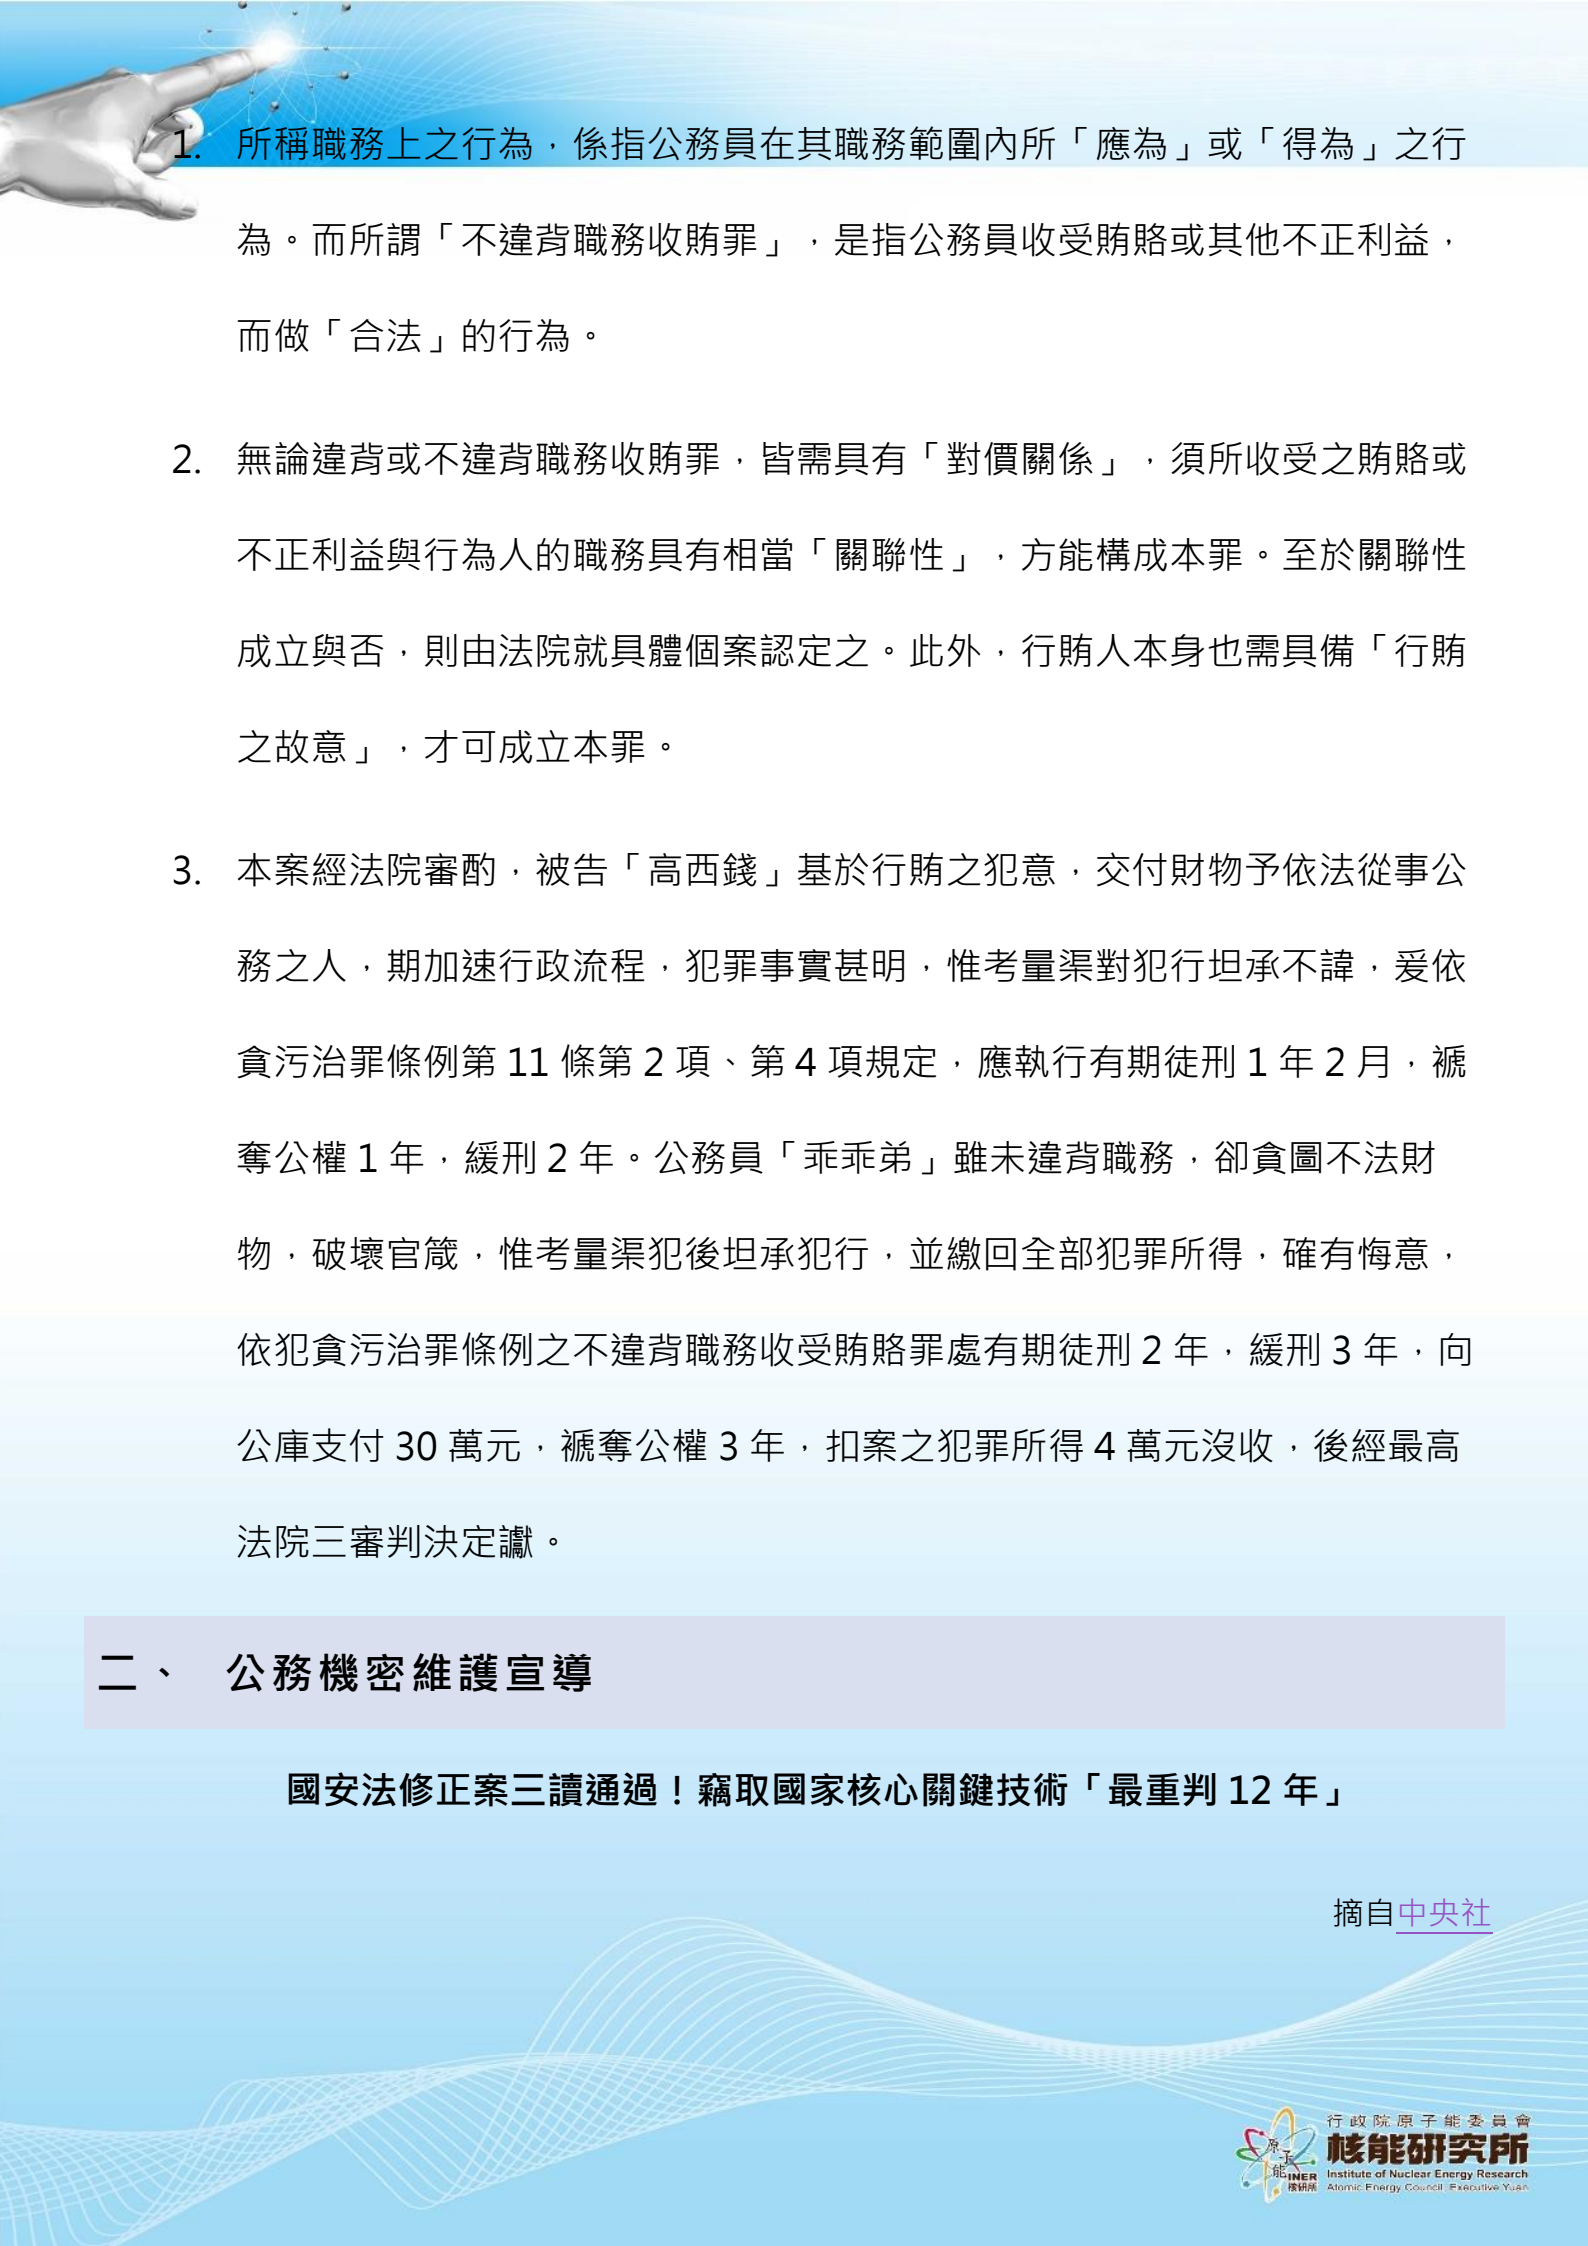 1. 所稱職務上之行為，係指公務員在其職務範圍內所「應為」或「得為」之行
為。而所謂「不違背職務收賄罪」，是指公務員收受賄賂或其他不正利益，
而做「合法」的行為。
2. 無論違背或不違背職務收賄罪，皆需具有「對價關係」，須所收受之賄賂或
不正利益與行為人的職務具有相當「關聯性」，方能構成本罪。至於關聯性
成立與否，則由法院就具體個案認定之。此外，行賄人本身也需具備「行賄
之故意」，才可成立本罪。
3. 本案經法院審酌，被告「高西錢」基於行賄之犯意，交付財物予依法從事公
務之人，期加速行政流程，犯罪事實甚明，惟考量渠對犯行坦承不諱，爰依
貪污治罪條例第 11 條第 2 項、第 4 項規定，應執行有期徒刑 1 年 2 月，褫
奪公權 1 年，緩刑 2 年。公務員「乖乖弟」雖未違背職務，卻貪圖不法財
物，破壞官箴，惟考量渠犯後坦承犯行，並繳回全部犯罪所得，確有悔意，
依犯貪污治罪條例之不違背職務收受賄賂罪處有期徒刑 2 年，緩刑 3 年，向
公庫支付 30 萬元，褫奪公權 3 年，扣案之犯罪所得 4 萬元沒收，後經最高
法院三審判決定讞。
二、 公務機密維護宣導
國安法修正案三讀通過！竊取國家核心關鍵技術「最重判 12 年」
摘自中央社
行政院原子能委員會
核能研究所
Institute of Nuclear Energy Research
Atomic Energy Council, Executive Yuan
原子能
INER
核研所